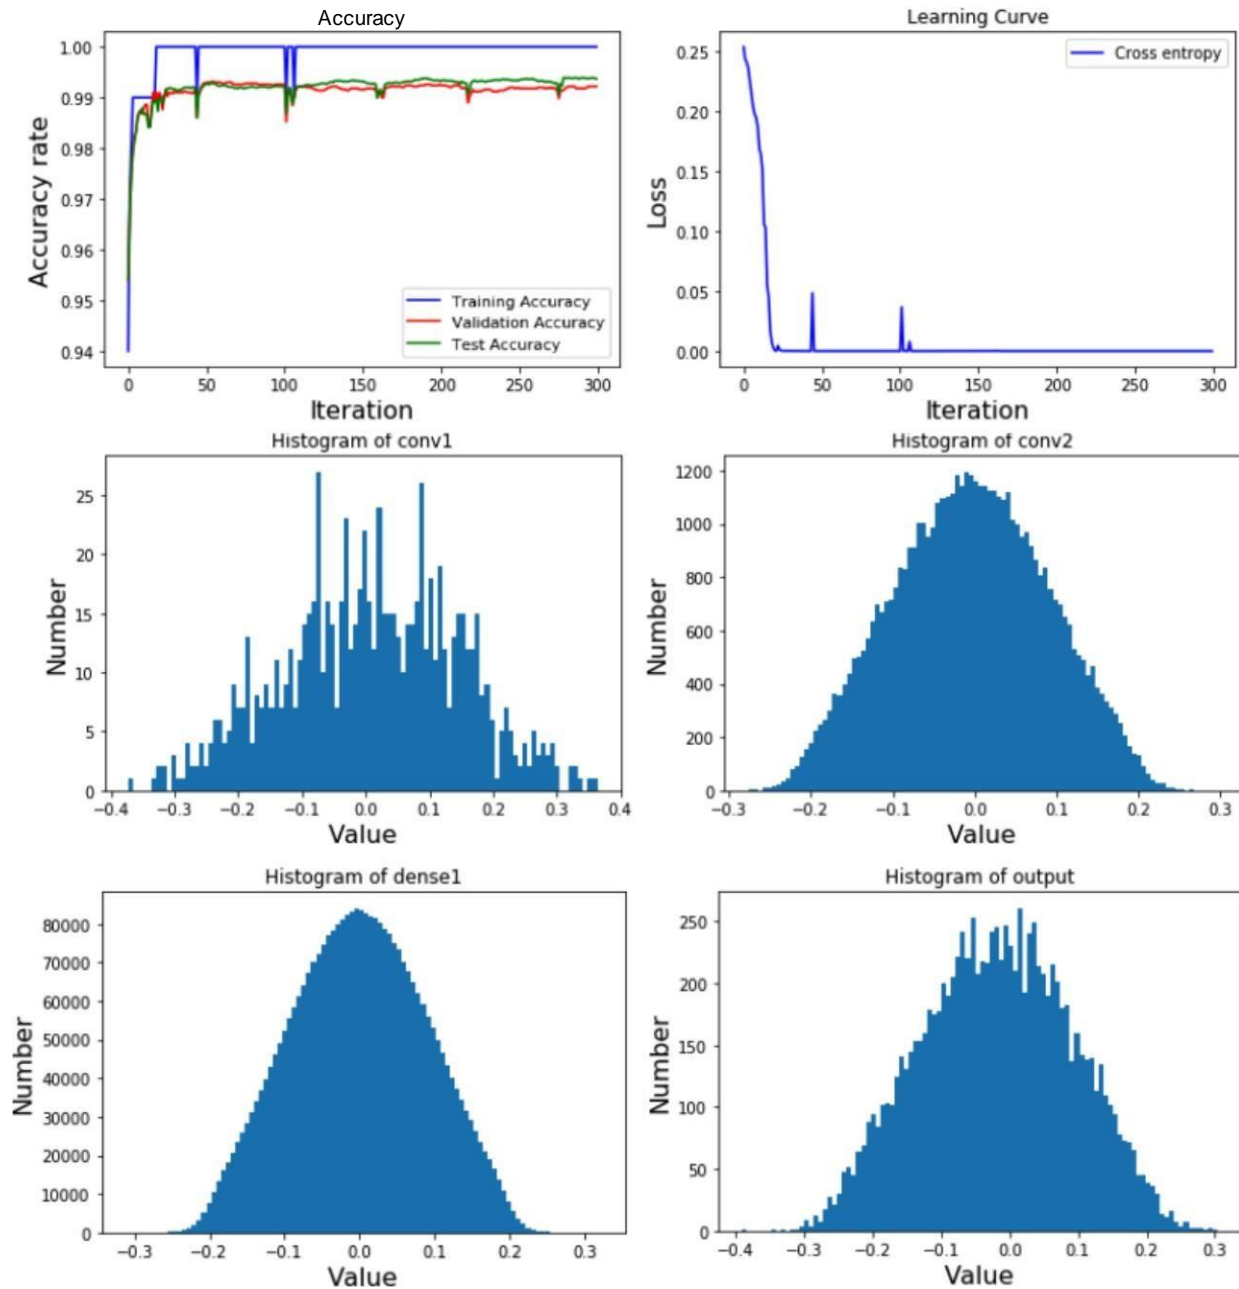 Accuracy
Accuracy rate
1.00
0.99
0.98
0.97
0.96
0.95
0.94
Training Accuracy
Validation Accuracy
Test Accuracy
0 50 100 150 200 250 300
Iteration
Learning Curve
Loss
0.25
0.20
0.15
0.10
0.05
0.00
Cross entropy
0 50 100 150 200 250 300
Iteration
Histogram of conv1
Number
25
20
15
10
5
0
−0.4 −0.3 −0.2 −0.1 0.0 0.1 0.2 0.3 0.4
Value
Histogram of conv2
Number
1200
1000
800
600
400
200
0
−0.3 −0.2 −0.1 0.0 0.1 0.2 0.3
Value
Histogram of dense1
Number
80000
70000
60000
50000
40000
30000
20000
10000
0
−0.3 −0.2 −0.1 0.0 0.1 0.2 0.3
Value
Histogram of output
Number
250
200
150
100
50
0
−0.4 −0.3 −0.2 −0.1 0.0 0.1 0.2 0.3
Value